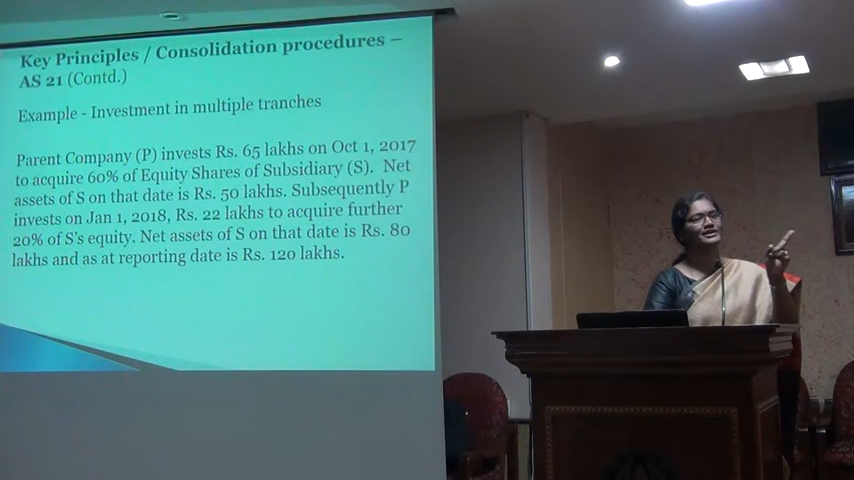 Key Principles / Consolidation procedures –
AS 21 (Contd.)
Example - Investment in multiple tranches
Parent Company (P) invests Rs. 65 lakhs on Oct 1, 2017
to acquire 60% of Equity Shares of Subsidiary (S). Net
assets of S on that date is Rs. 50 lakhs. Subsequently P
invests on Jan 1, 2018, Rs. 22 lakhs to acquire further
20% of S's equity. Net assets of S on that date is Rs. 80
lakhs and as at reporting date is Rs. 120 lakhs.